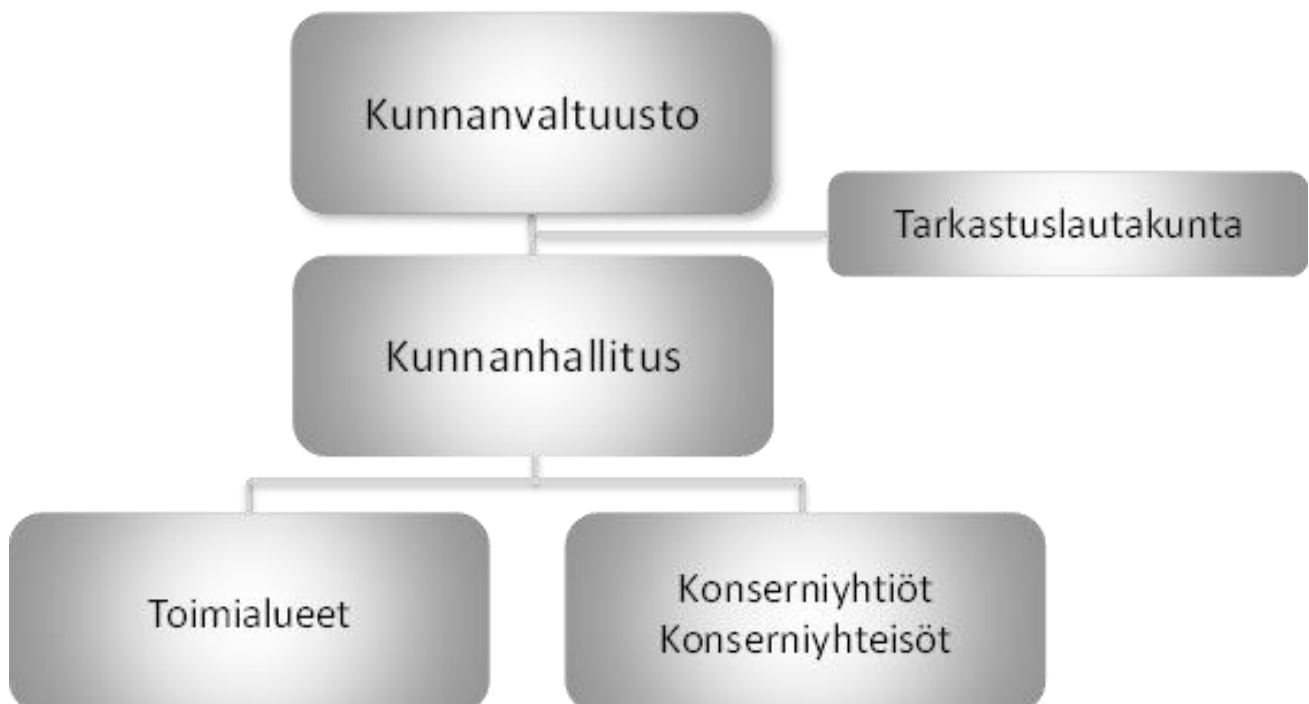 Kunnanvaltuusto
Tarkastuslautakunta
Kunnanhallitus
Toimialueet
Konserniyhtiöt
Konserniyhteisöt